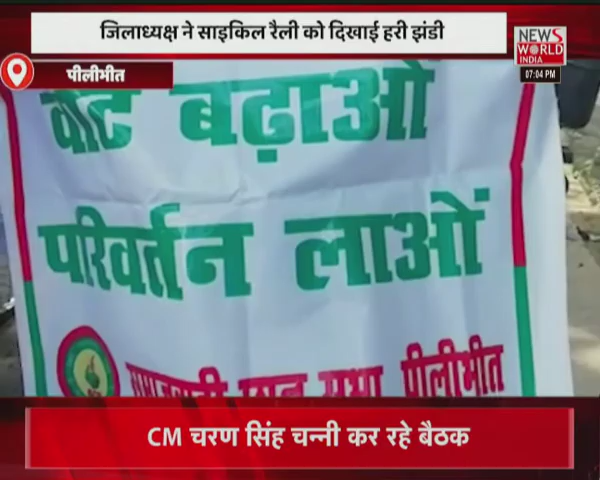 जिलाध्यक्ष ने साइकिल रैली को दिखाई हरी झंडी
NEWS
WORLD
INDIA
07:04 PM
पीलीभीत
वोट बढ़ाओ
परिवर्तन लाओं
सभा, पीलीभीत
CM चरण सिंह चन्नी कर रहे बैठक